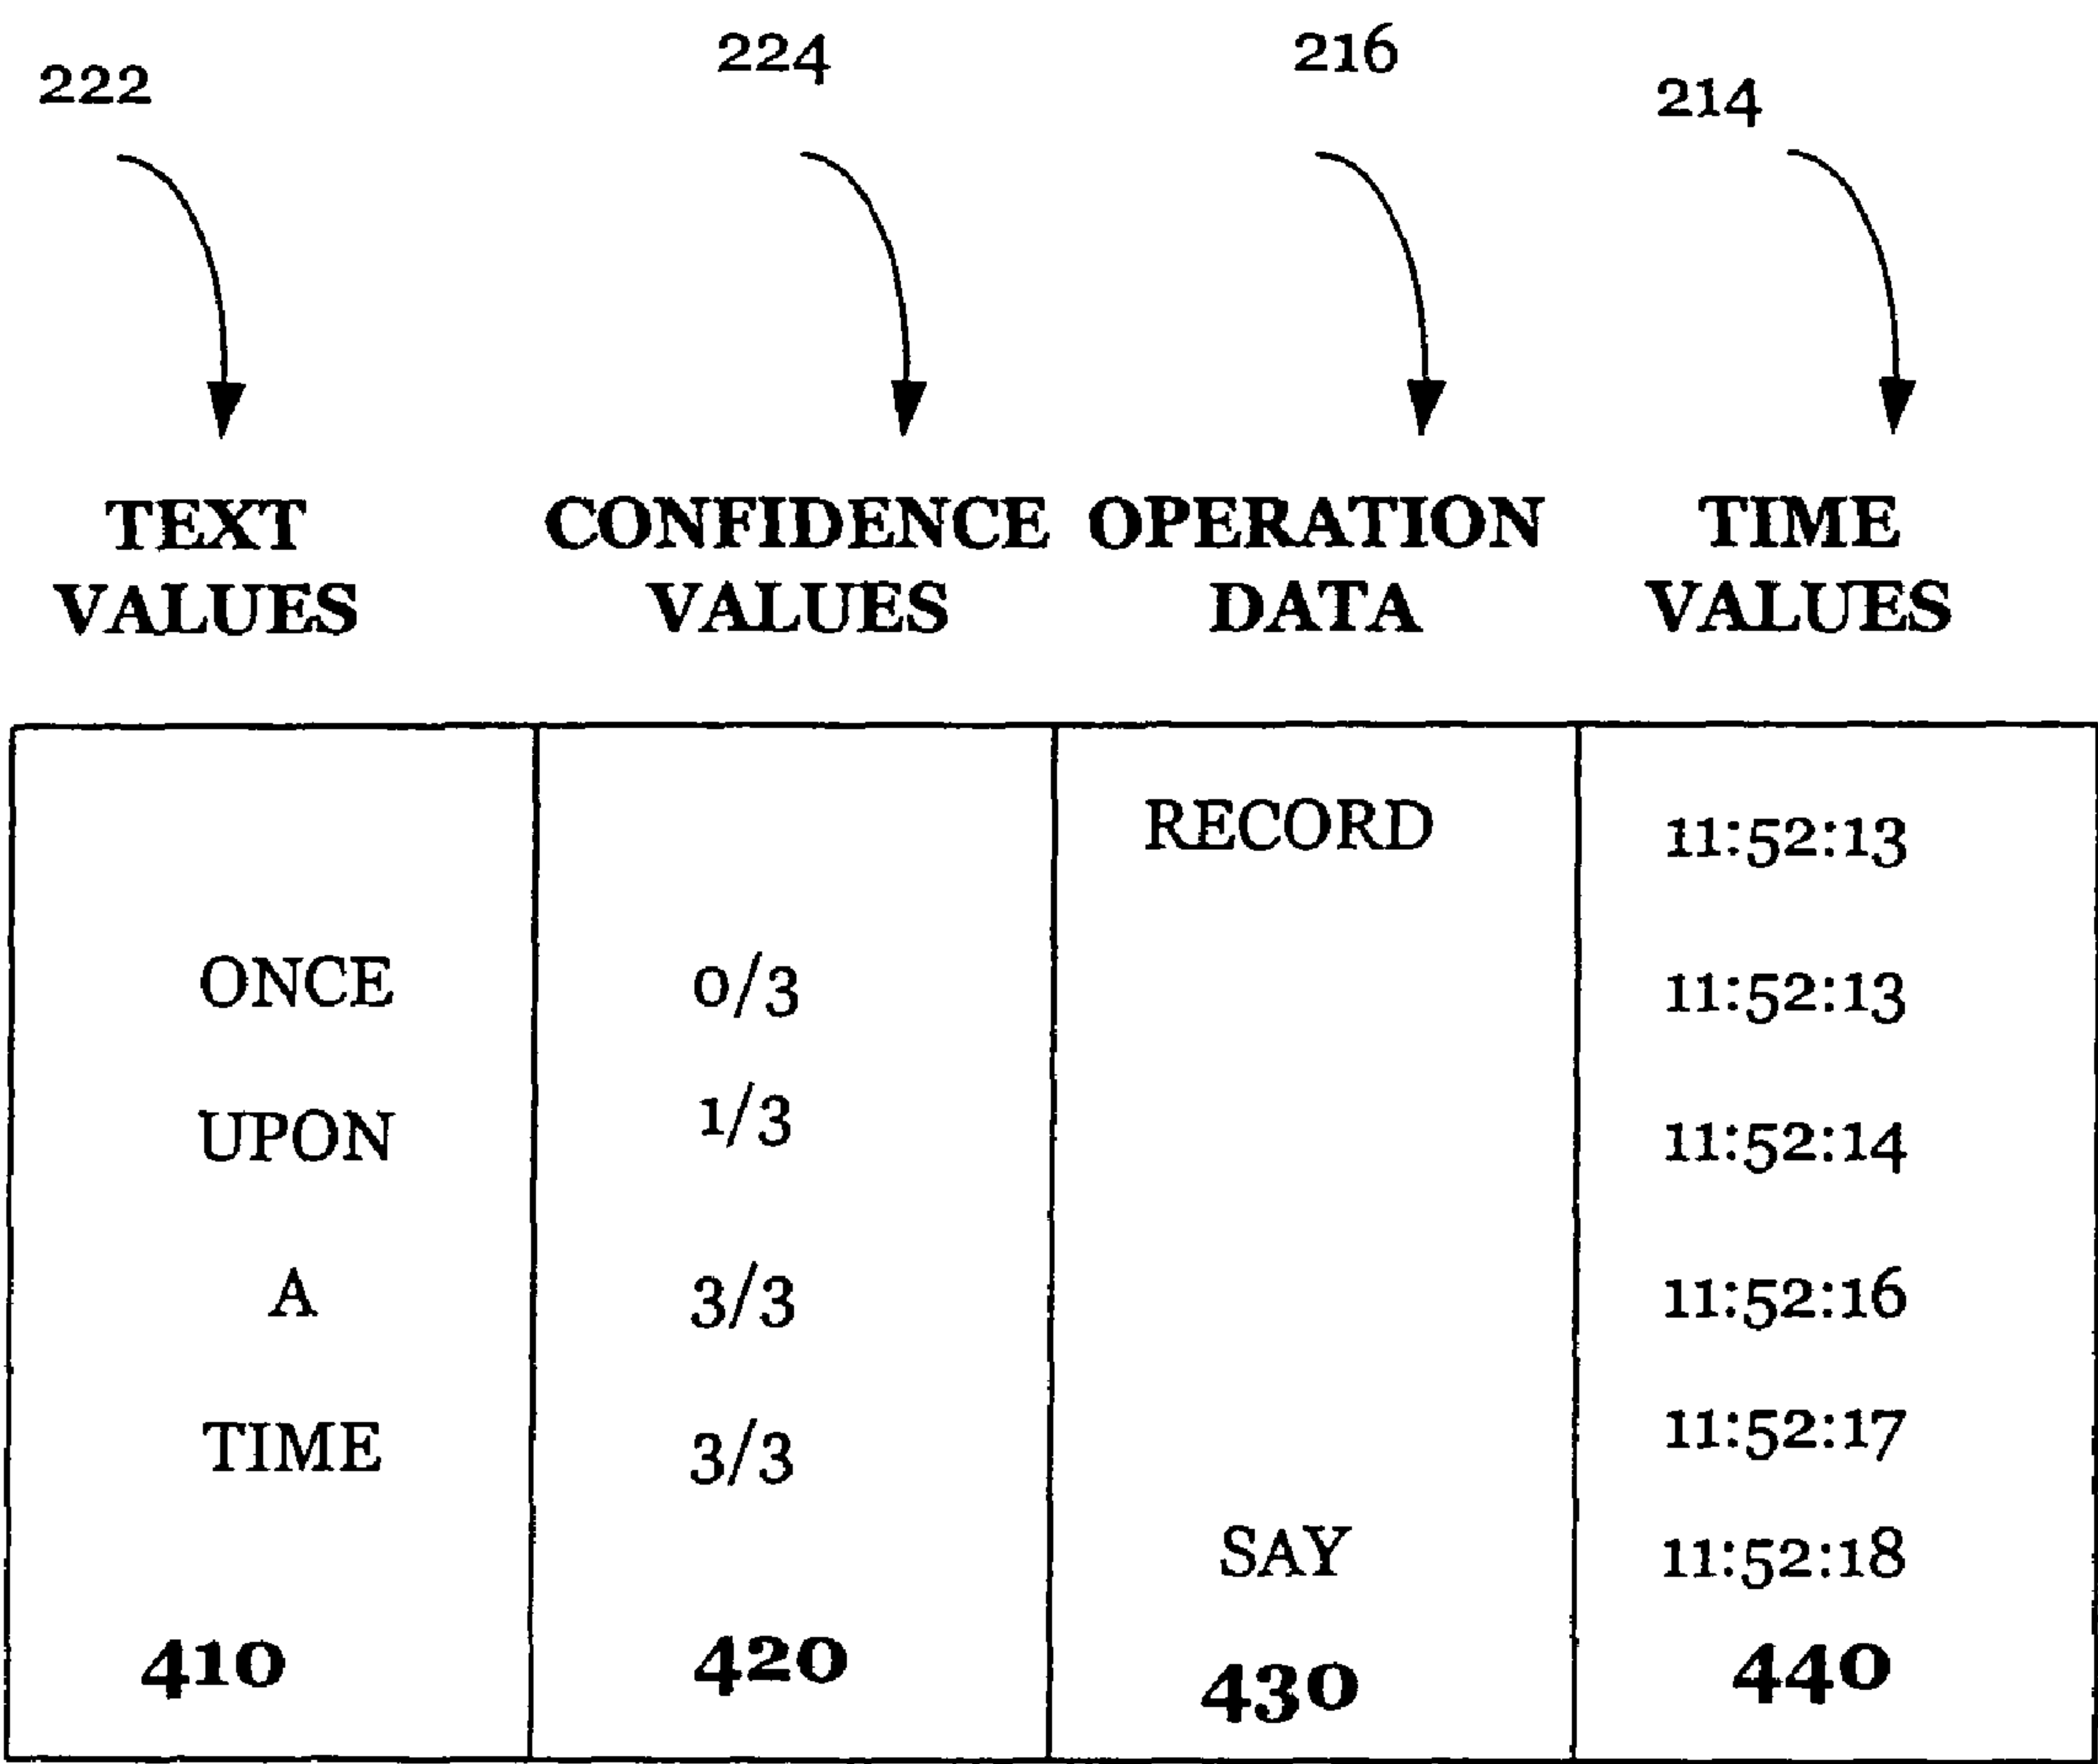 222 224 216 214
TEXT CONFIDENCE OPERATION TIME
VALUES VALUES DATA VALUES
RECORD 11:52:13
ONCE 0/3 11:52:13
UPON 1/3 11:52:14
A 3/3 11:52:16
TIME 3/3 11:52:17
SAY 11:52:18
410 420 430 440